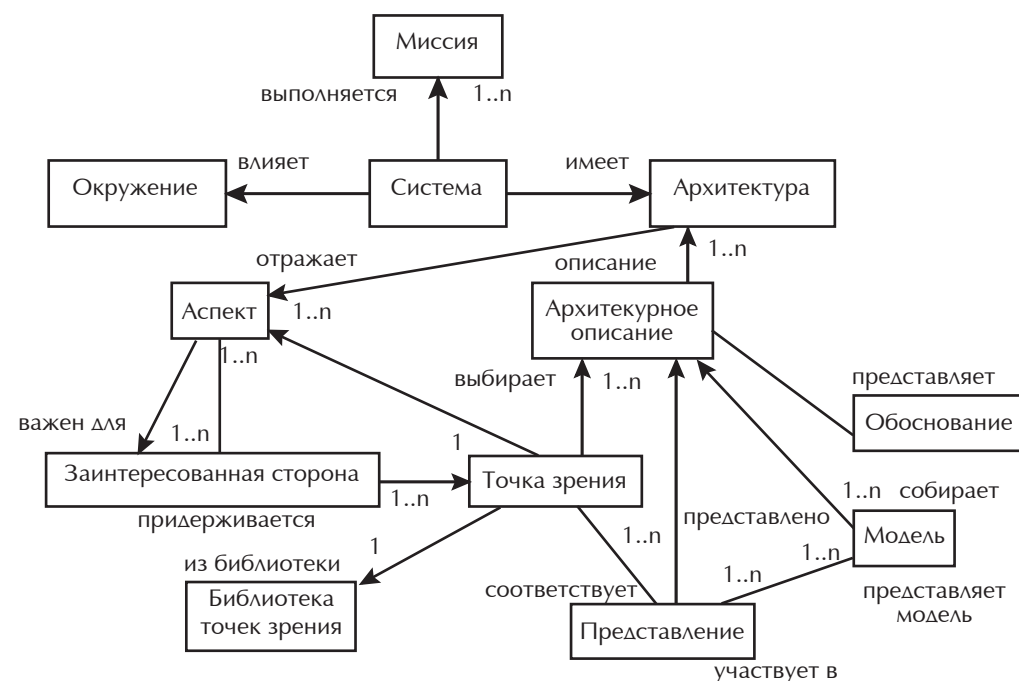 Миссия
выполняется
1..n
влияет
имеет
Окружение
Система
Архитектура
отражает
описание
1..n
Аспект
1..n
Архитекурное
описание
1..n
выбирает
1..n
представляет
Обоснование
важен для
1..n
1
Заинтересованная сторона
Точка зрения
1..n
придерживается
1..n
собирает
представлено
Модель
1..n
1..n
1
из библиотеки
1..n
соответствует
представляет
модель
Библиотека
точек зрения
Представление
участвует в